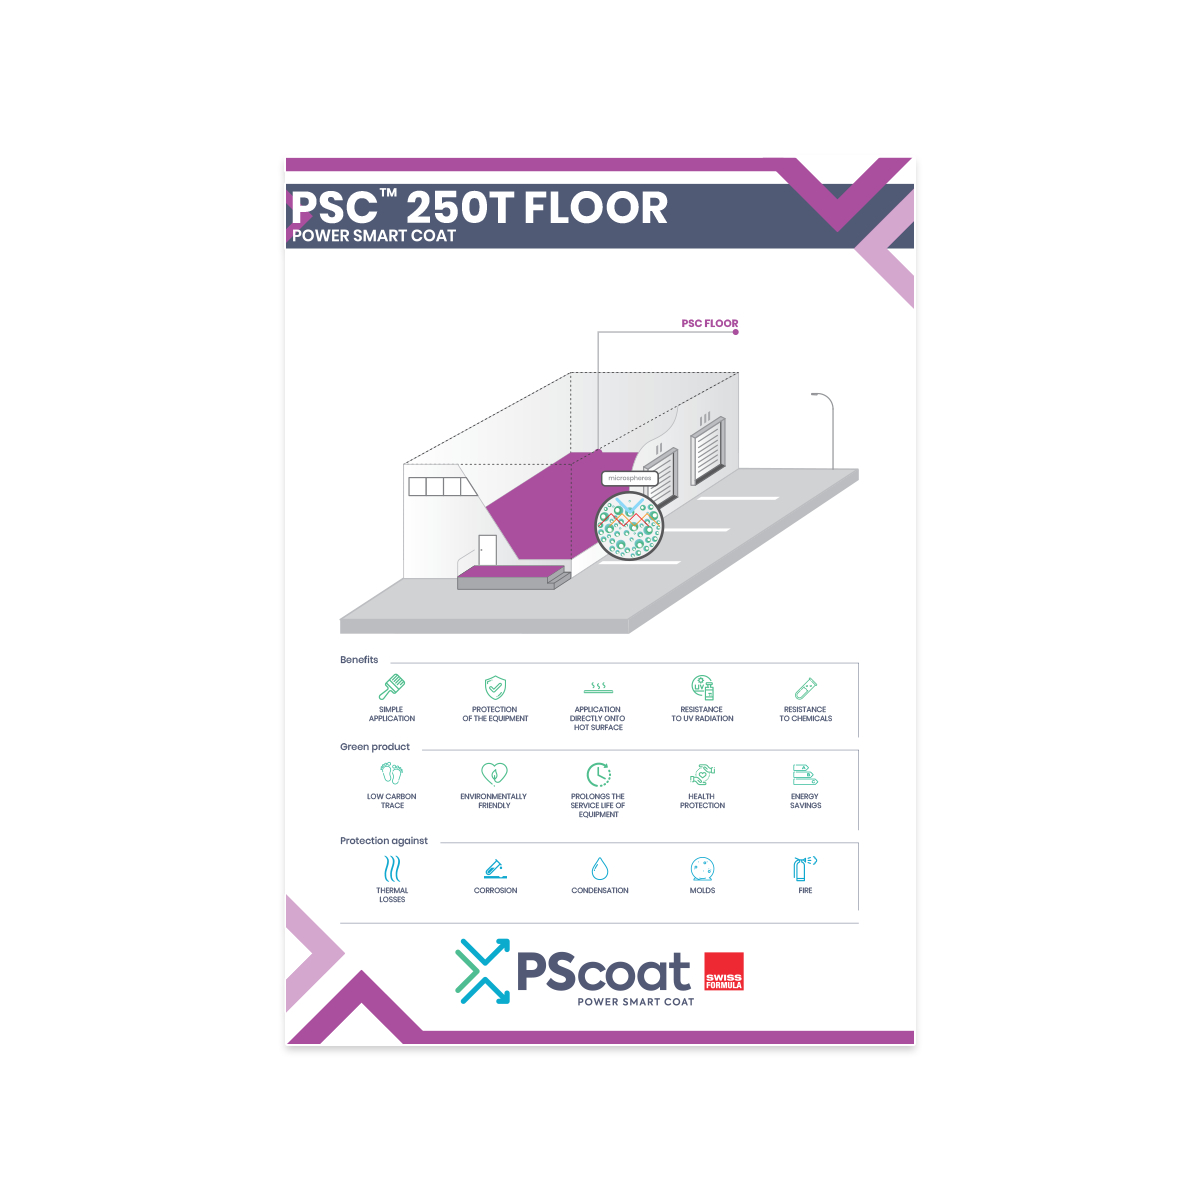 PSC™ 250T FLOOR
POWER SMART COAT
PSC FLOOR
microspheres
Benefits
SIMPLE
APPLICATION
PROTECTION
OF THE EQUIPMENT
APPLICATION
DIRECTLY ONTO
HOT SURFACE
UV
RESISTANCE
TO UV RADIATION
RESISTANCE
TO CHEMICALS
Green product
LOW CARBON
TRACE
ENVIRONMENTALLY
FRIENDLY
PROLONGS THE
SERVICE LIFE OF
EQUIPMENT
HEALTH
PROTECTION
A
B
C
ENERGY
SAVINGS
Protection against
THERMAL
LOSSES
CORROSION
CONDENSATION
MOLDS
FIRE
PScoat
POWER SMART COAT
SWISS
FORMULA